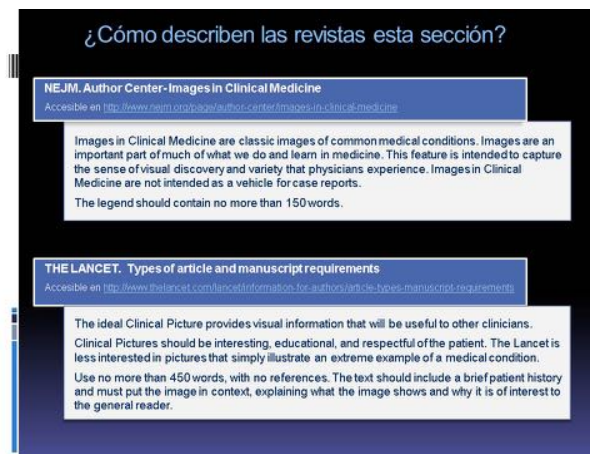 ¿Cómo describen las revistas esta sección?
NEJM. Author Center-Images in Clinical Medicine
Accesible en http://www.nejm.org/page/author-center/images-in-clinical-medicine
Images in Clinical Medicine are classic images of common medical conditions. Images are an
important part of much of what we do and learn in medicine. This feature is intended to capture
the sense of visual discovery and variety that physicians experience. Images in Clinical
Medicine are not intended as a vehicle for case reports.
The legend should contain no more than 150 words.
THE LANCET. Types of article and manuscript requirements
Accesible en http://www.thelancet.com/lancet/information-for-authors/article-types-manuscript-requirements
The ideal Clinical Picture provides visual information that will be useful to other clinicians.
Clinical Pictures should be interesting, educational, and respectful of the patient. The Lancet is
less interested in pictures that simply illustrate an extreme example of a medical condition.
Use no more than 450 words, with no references. The text should include a brief patient history
and must put the image in context, explaining what the image shows and why it is of interest to
the general reader.